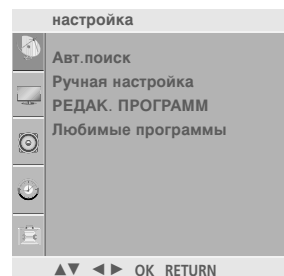 настройка
Авт.поиск
Ручная настройка
РЕДАК. ПРОГРАММ
Любимые программы
▲▼ ◄► OK RETURN